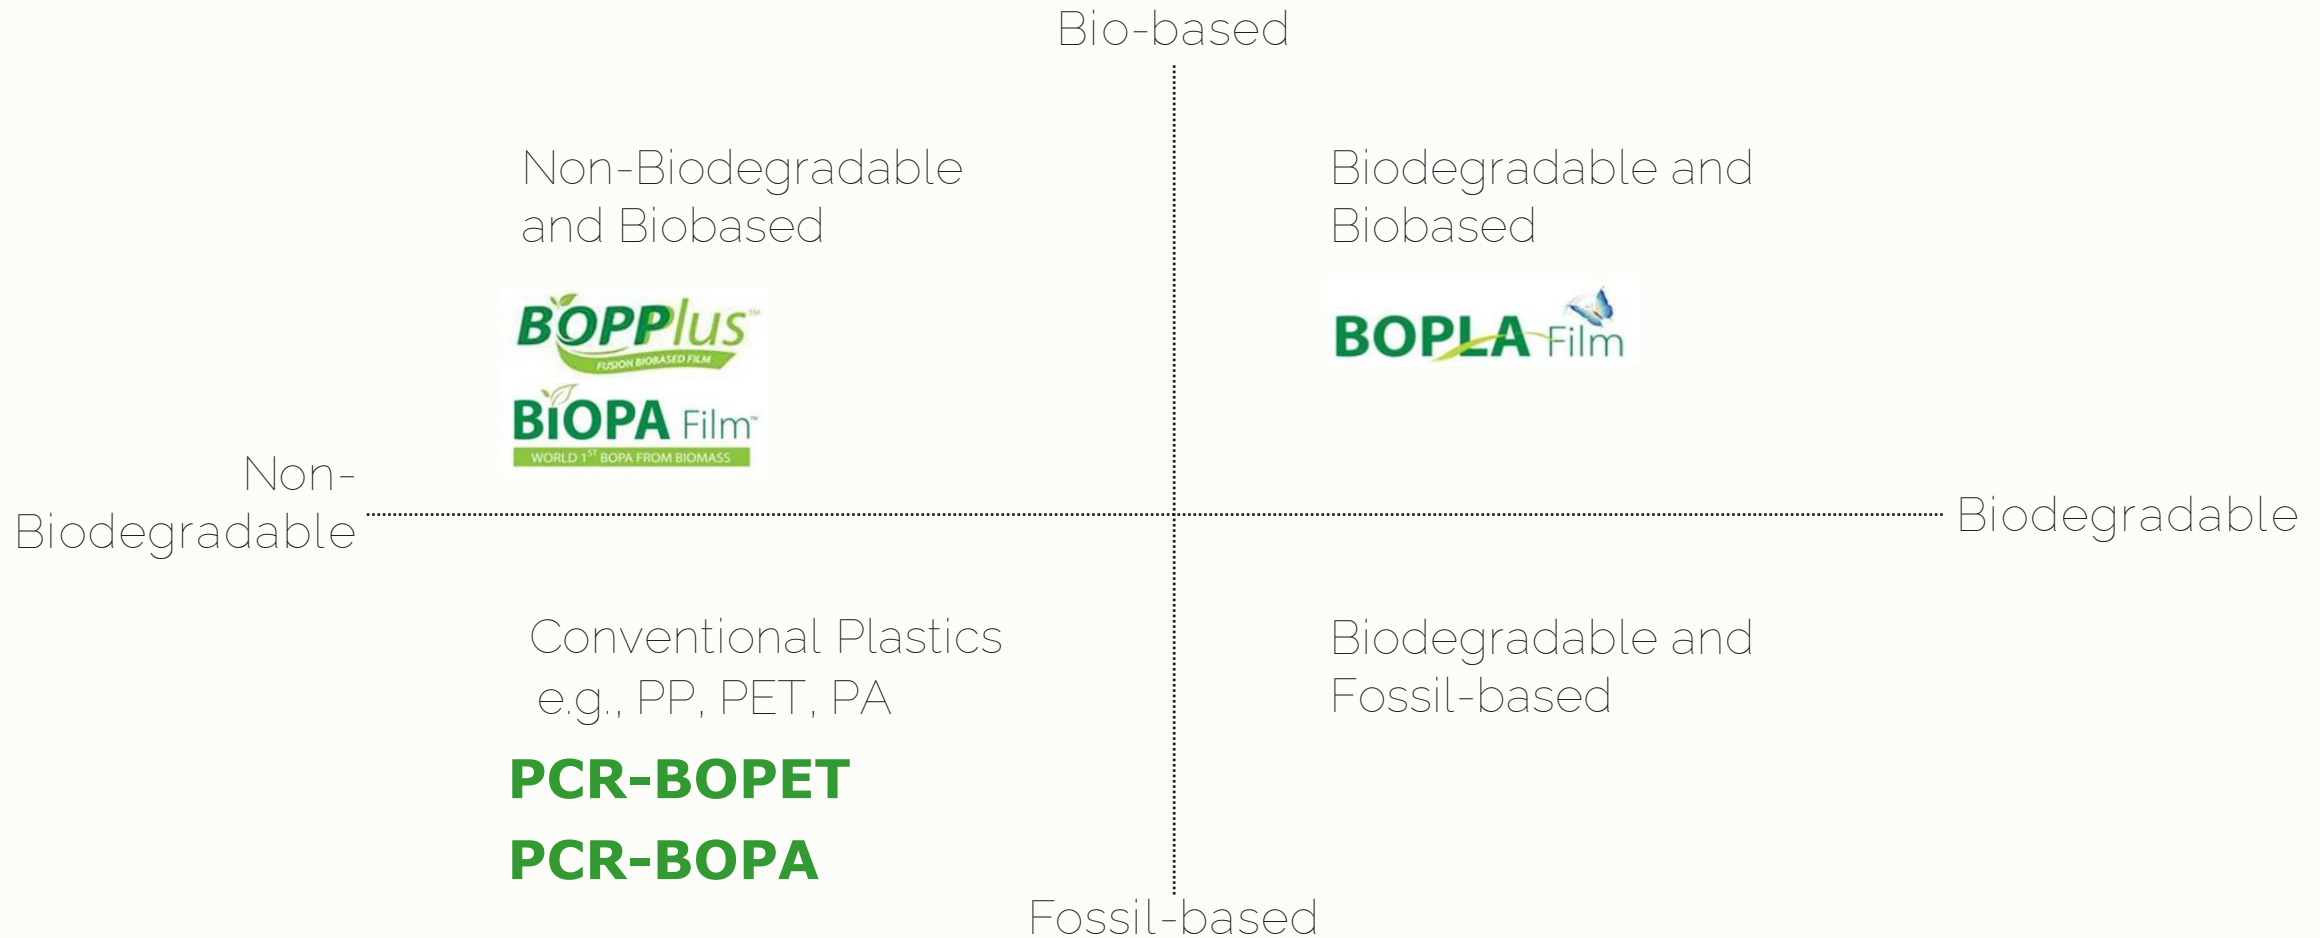 Bio-based
Non-Biodegradable
and Biobased
BOPPlus™
FUSION BIOBASED FILM
BiOPA Film™
WORLD 1ST BOPA FROM BIOMASS
Biodegradable and
Biobased
BOPLA Film
Non-
Biodegradable
Biodegradable
Conventional Plastics
e.g., PP, PET, PA
PCR-BOPET
PCR-BOPA
Biodegradable and
Fossil-based
Fossil-based